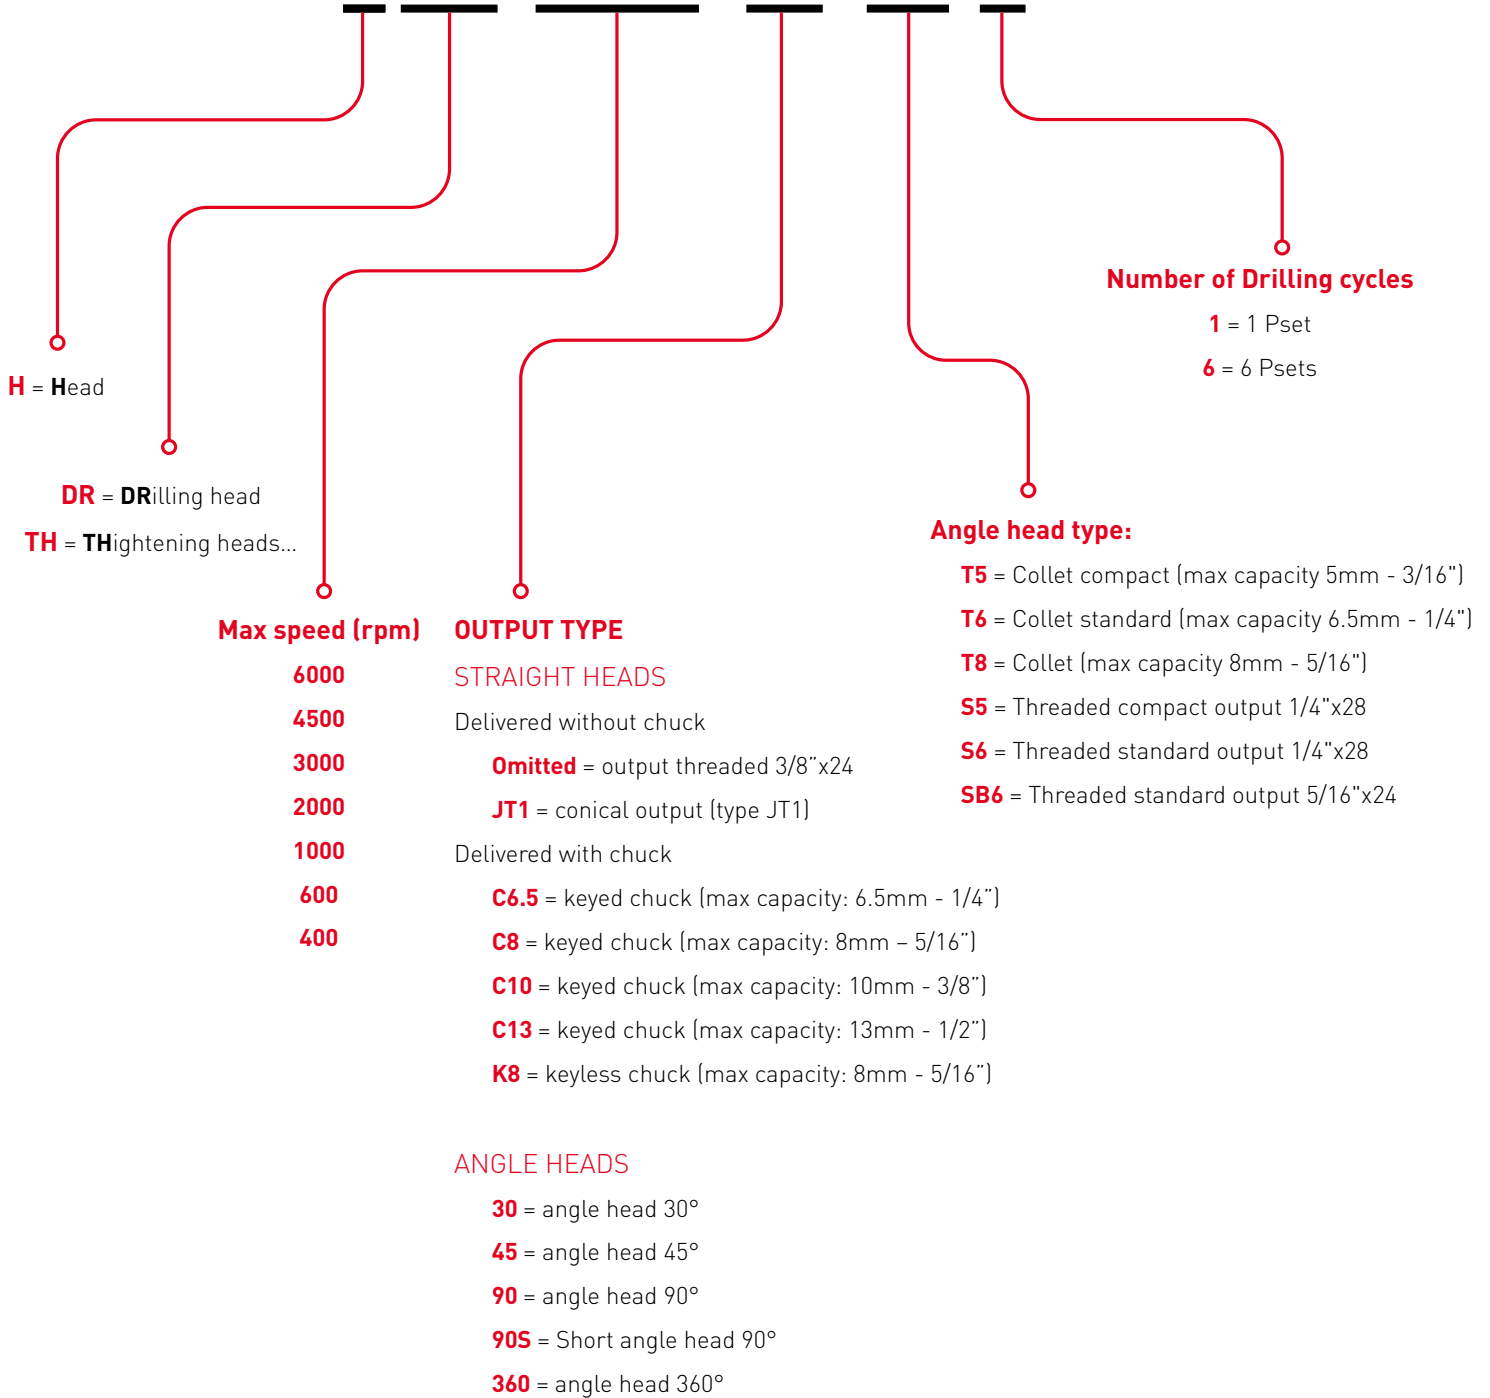 Number of Drilling cycles
1 = 1 Pset
6 = 6 Psets
H = Head
DR = DRilling head
TH = THightening heads...
Max speed (rpm)
6000
4500
3000
2000
1000
600
400
OUTPUT TYPE
STRAIGHT HEADS
Delivered without chuck
Omitted = output threaded 3/8”x24
JT1 = conical output (type JT1)
Delivered with chuck
C6.5 = keyed chuck (max capacity: 6.5mm - 1/4”)
C8 = keyed chuck (max capacity: 8mm – 5/16”)
C10 = keyed chuck (max capacity: 10mm - 3/8”)
C13 = keyed chuck (max capacity: 13mm - 1/2”)
K8 = keyless chuck (max capacity: 8mm - 5/16”)
ANGLE HEADS
30 = angle head 30°
45 = angle head 45°
90 = angle head 90°
90S = Short angle head 90°
360 = angle head 360°
Angle head type:
T5 = Collet compact (max capacity 5mm - 3/16")
T6 = Collet standard (max capacity 6.5mm - 1/4")
T8 = Collet (max capacity 8mm - 5/16")
S5 = Threaded compact output 1/4"x28
S6 = Threaded standard output 1/4"x28
SB6 = Threaded standard output 5/16"x24